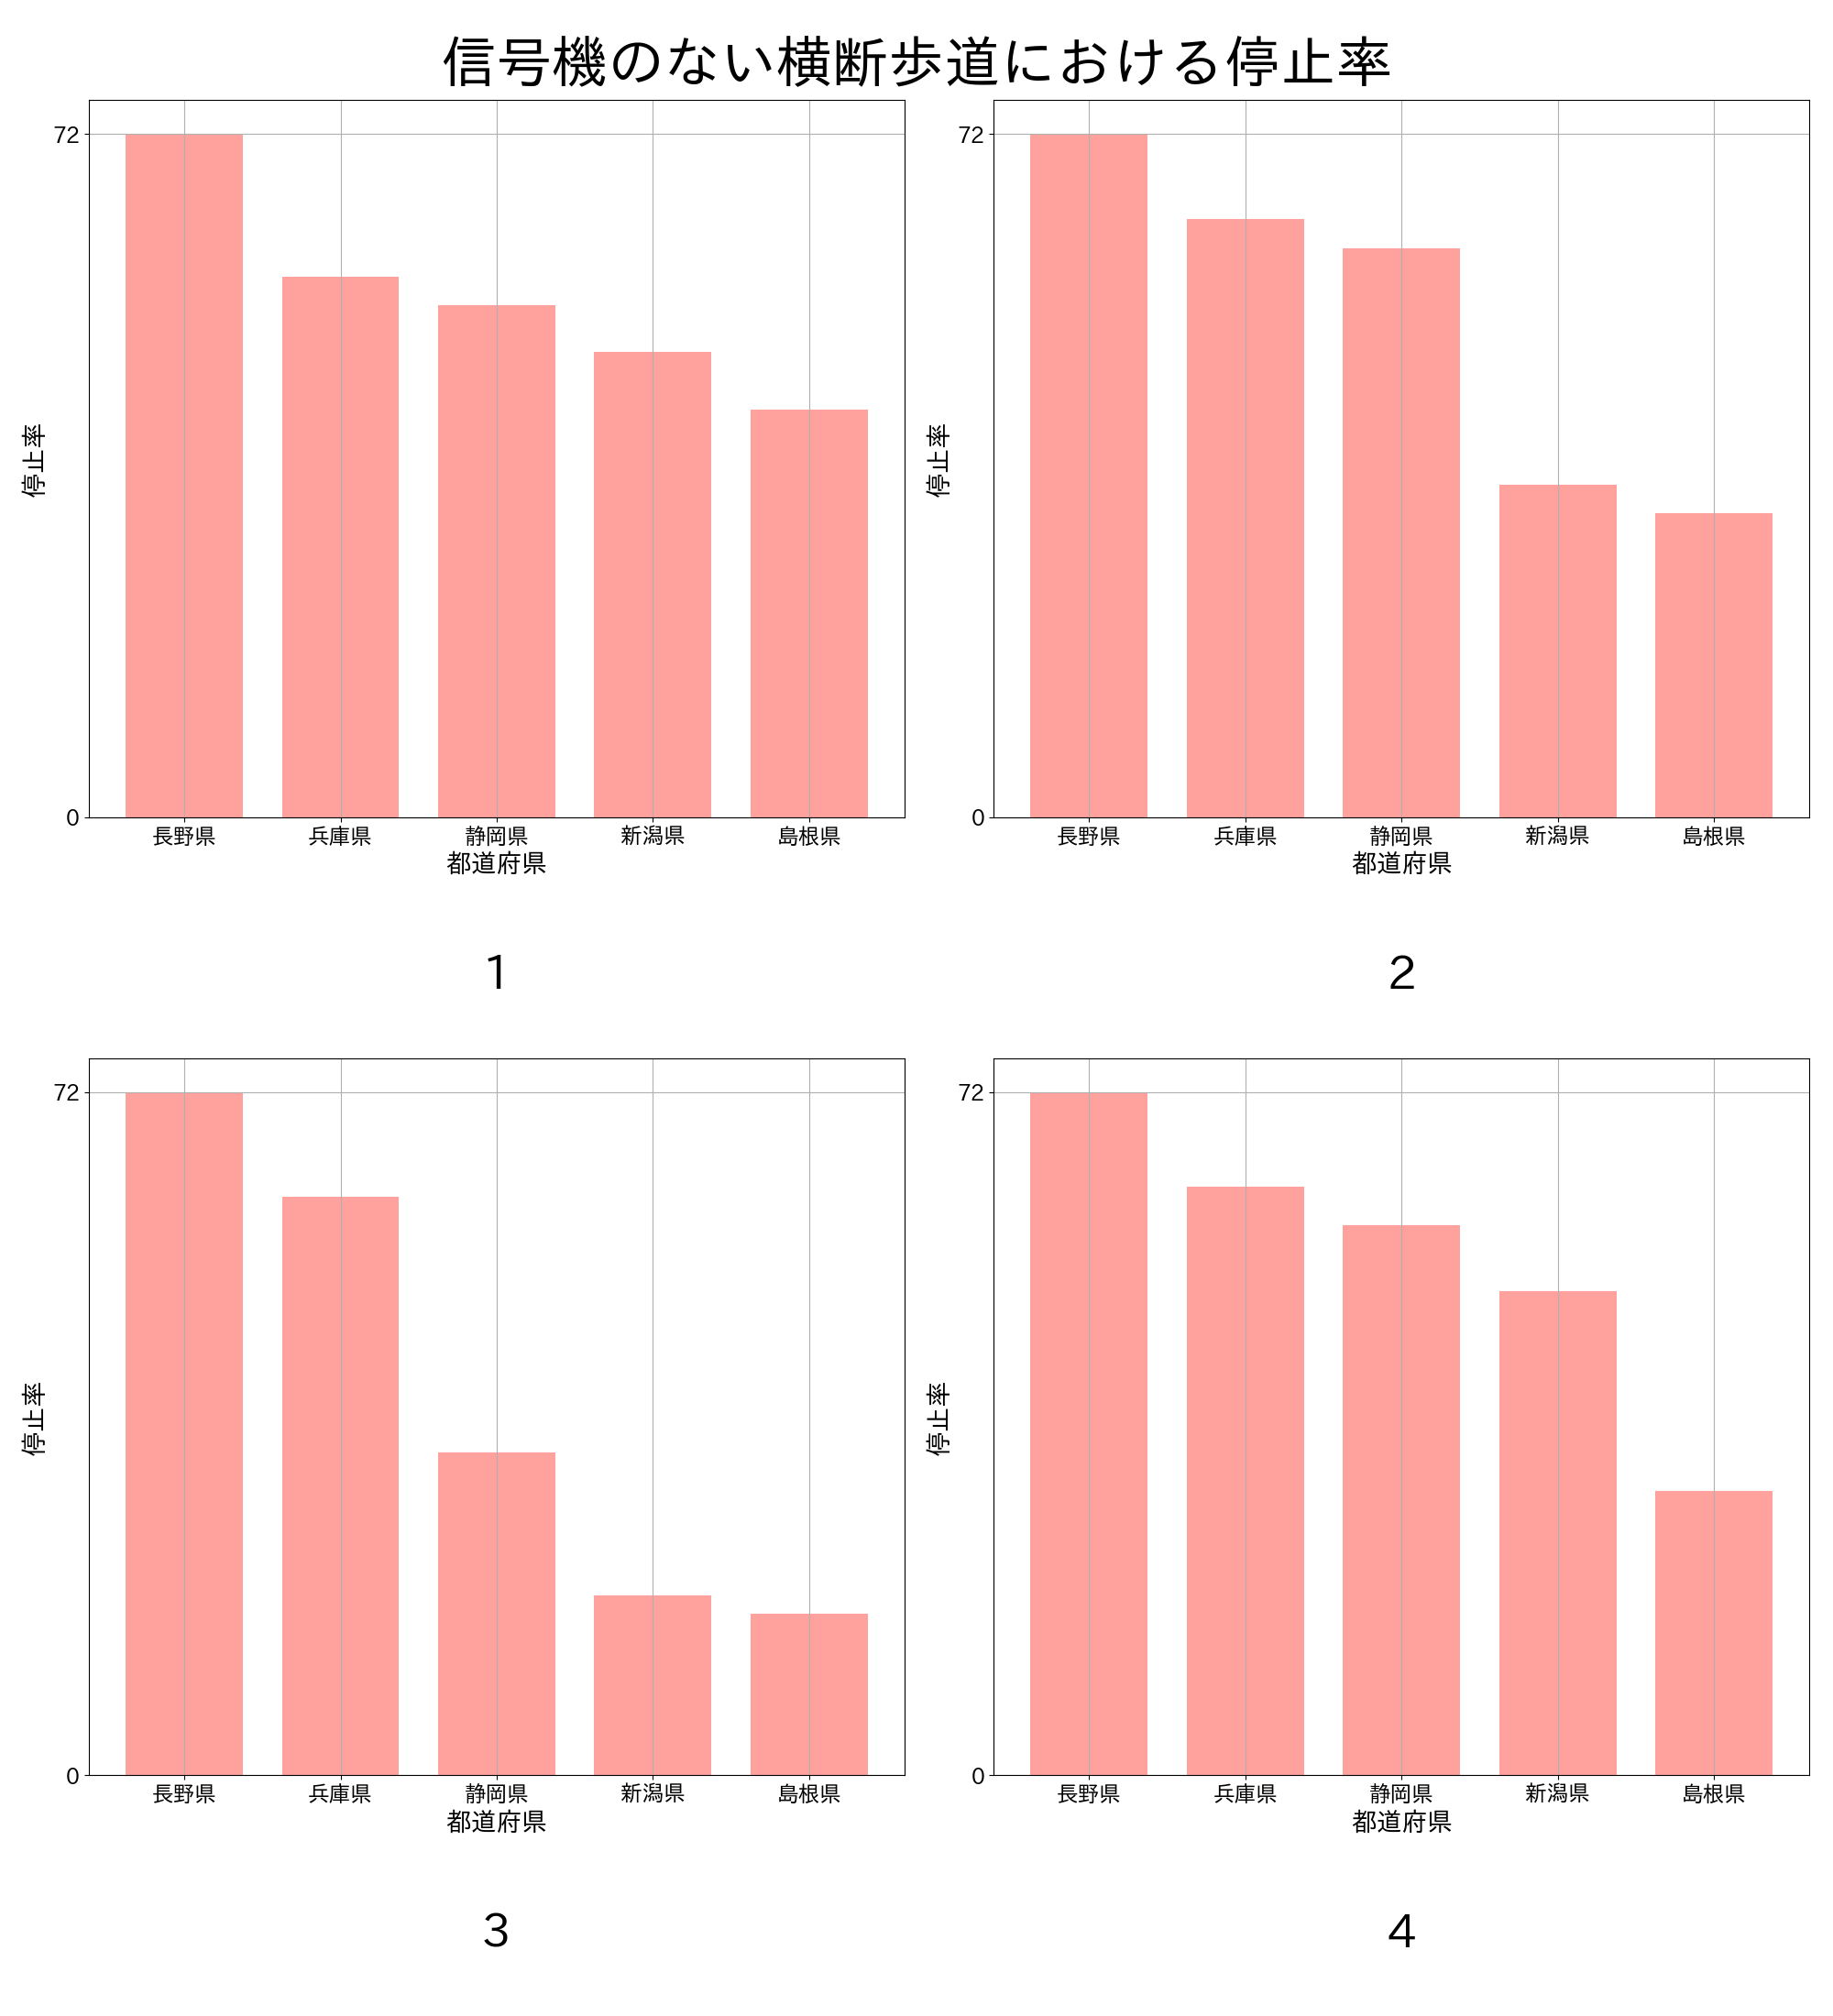 信号機のない横断歩道における停止率
72
0
停止率
長野県 兵庫県 静岡県 新潟県 島根県
都道府県
1
72
0
停止率
長野県 兵庫県 静岡県 新潟県 島根県
都道府県
2
72
0
停止率
長野県 兵庫県 静岡県 新潟県 島根県
都道府県
3
72
0
停止率
長野県 兵庫県 静岡県 新潟県 島根県
都道府県
4